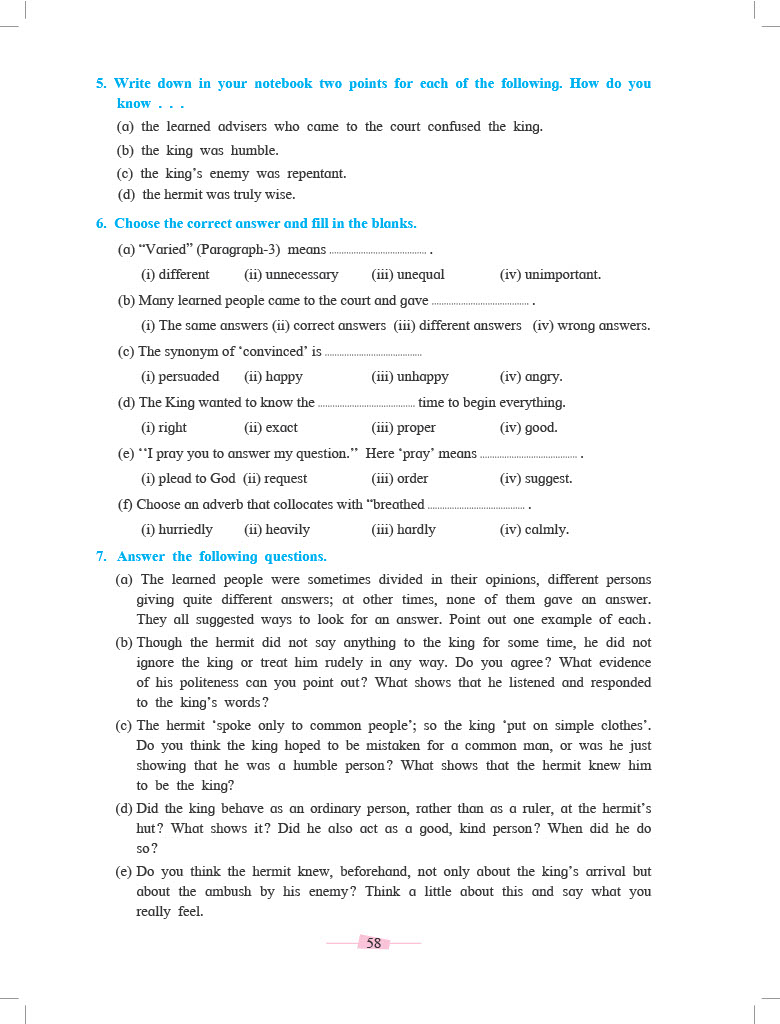 5. Write down in your notebook two points for each of the following. How do you
know . . .
(a) the learned advisers who came to the court confused the king.
(b) the king was humble.
(c) the king's enemy was repentant.
(d) the hermit was truly wise.
6. Choose the correct answer and fill in the blanks.
(a) “Varied” (Paragraph-3) means ........................................ .
(i) different (ii) unnecessary (iii) unequal (iv) unimportant.
(b) Many learned people came to the court and gave ........................................ .
(i) The same answers (ii) correct answers (iii) different answers (iv) wrong answers.
(c) The synonym of ‘convinced’ is ........................................
(i) persuaded (ii) happy (iii) unhappy (iv) angry.
(d) The King wanted to know the ........................................ time to begin everything.
(i) right (ii) exact (iii) proper (iv) good.
(e) ‘‘I pray you to answer my question.’’ Here ‘pray’ means ........................................ .
(i) plead to God (ii) request (iii) order (iv) suggest.
(f) Choose an adverb that collocates with “breathed ........................................ .
(i) hurriedly (ii) heavily (iii) hardly (iv) calmly.
7. Answer the following questions.
(a) The learned people were sometimes divided in their opinions, different persons
giving quite different answers; at other times, none of them gave an answer.
They all suggested ways to look for an answer. Point out one example of each.
(b) Though the hermit did not say anything to the king for some time, he did not
ignore the king or treat him rudely in any way. Do you agree? What evidence
of his politeness can you point out? What shows that he listened and responded
to the king's words?
(c) The hermit ‘spoke only to common people’; so the king ‘put on simple clothes’.
Do you think the king hoped to be mistaken for a common man, or was he just
showing that he was a humble person? What shows that the hermit knew him
to be the king?
(d) Did the king behave as an ordinary person, rather than as a ruler, at the hermit's
hut? What shows it? Did he also act as a good, kind person? When did he do
so?
(e) Do you think the hermit knew, beforehand, not only about the king's arrival but
about the ambush by his enemy? Think a little about this and say what you
really feel.
58